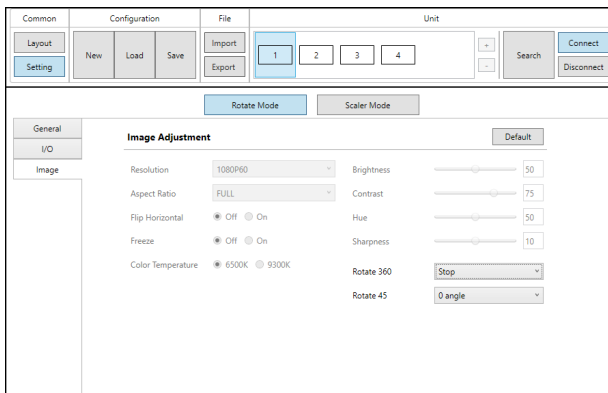 Common Configuration File Unit
Layout New Load Save Import 1 2 3 4 + Search Connect
Setting Export - Disconnect
Rotate Mode Scaler Mode
General
I/O
Image
Image Adjustment Default
Resolution 1080P60 Brightness 50
Aspect Ratio FULL Contrast 75
Flip Horizontal Off On Hue 50
Freeze Off On Sharpness 10
Color Temperature 6500K 9300K
Rotate 360 Stop
Rotate 45 0 angle